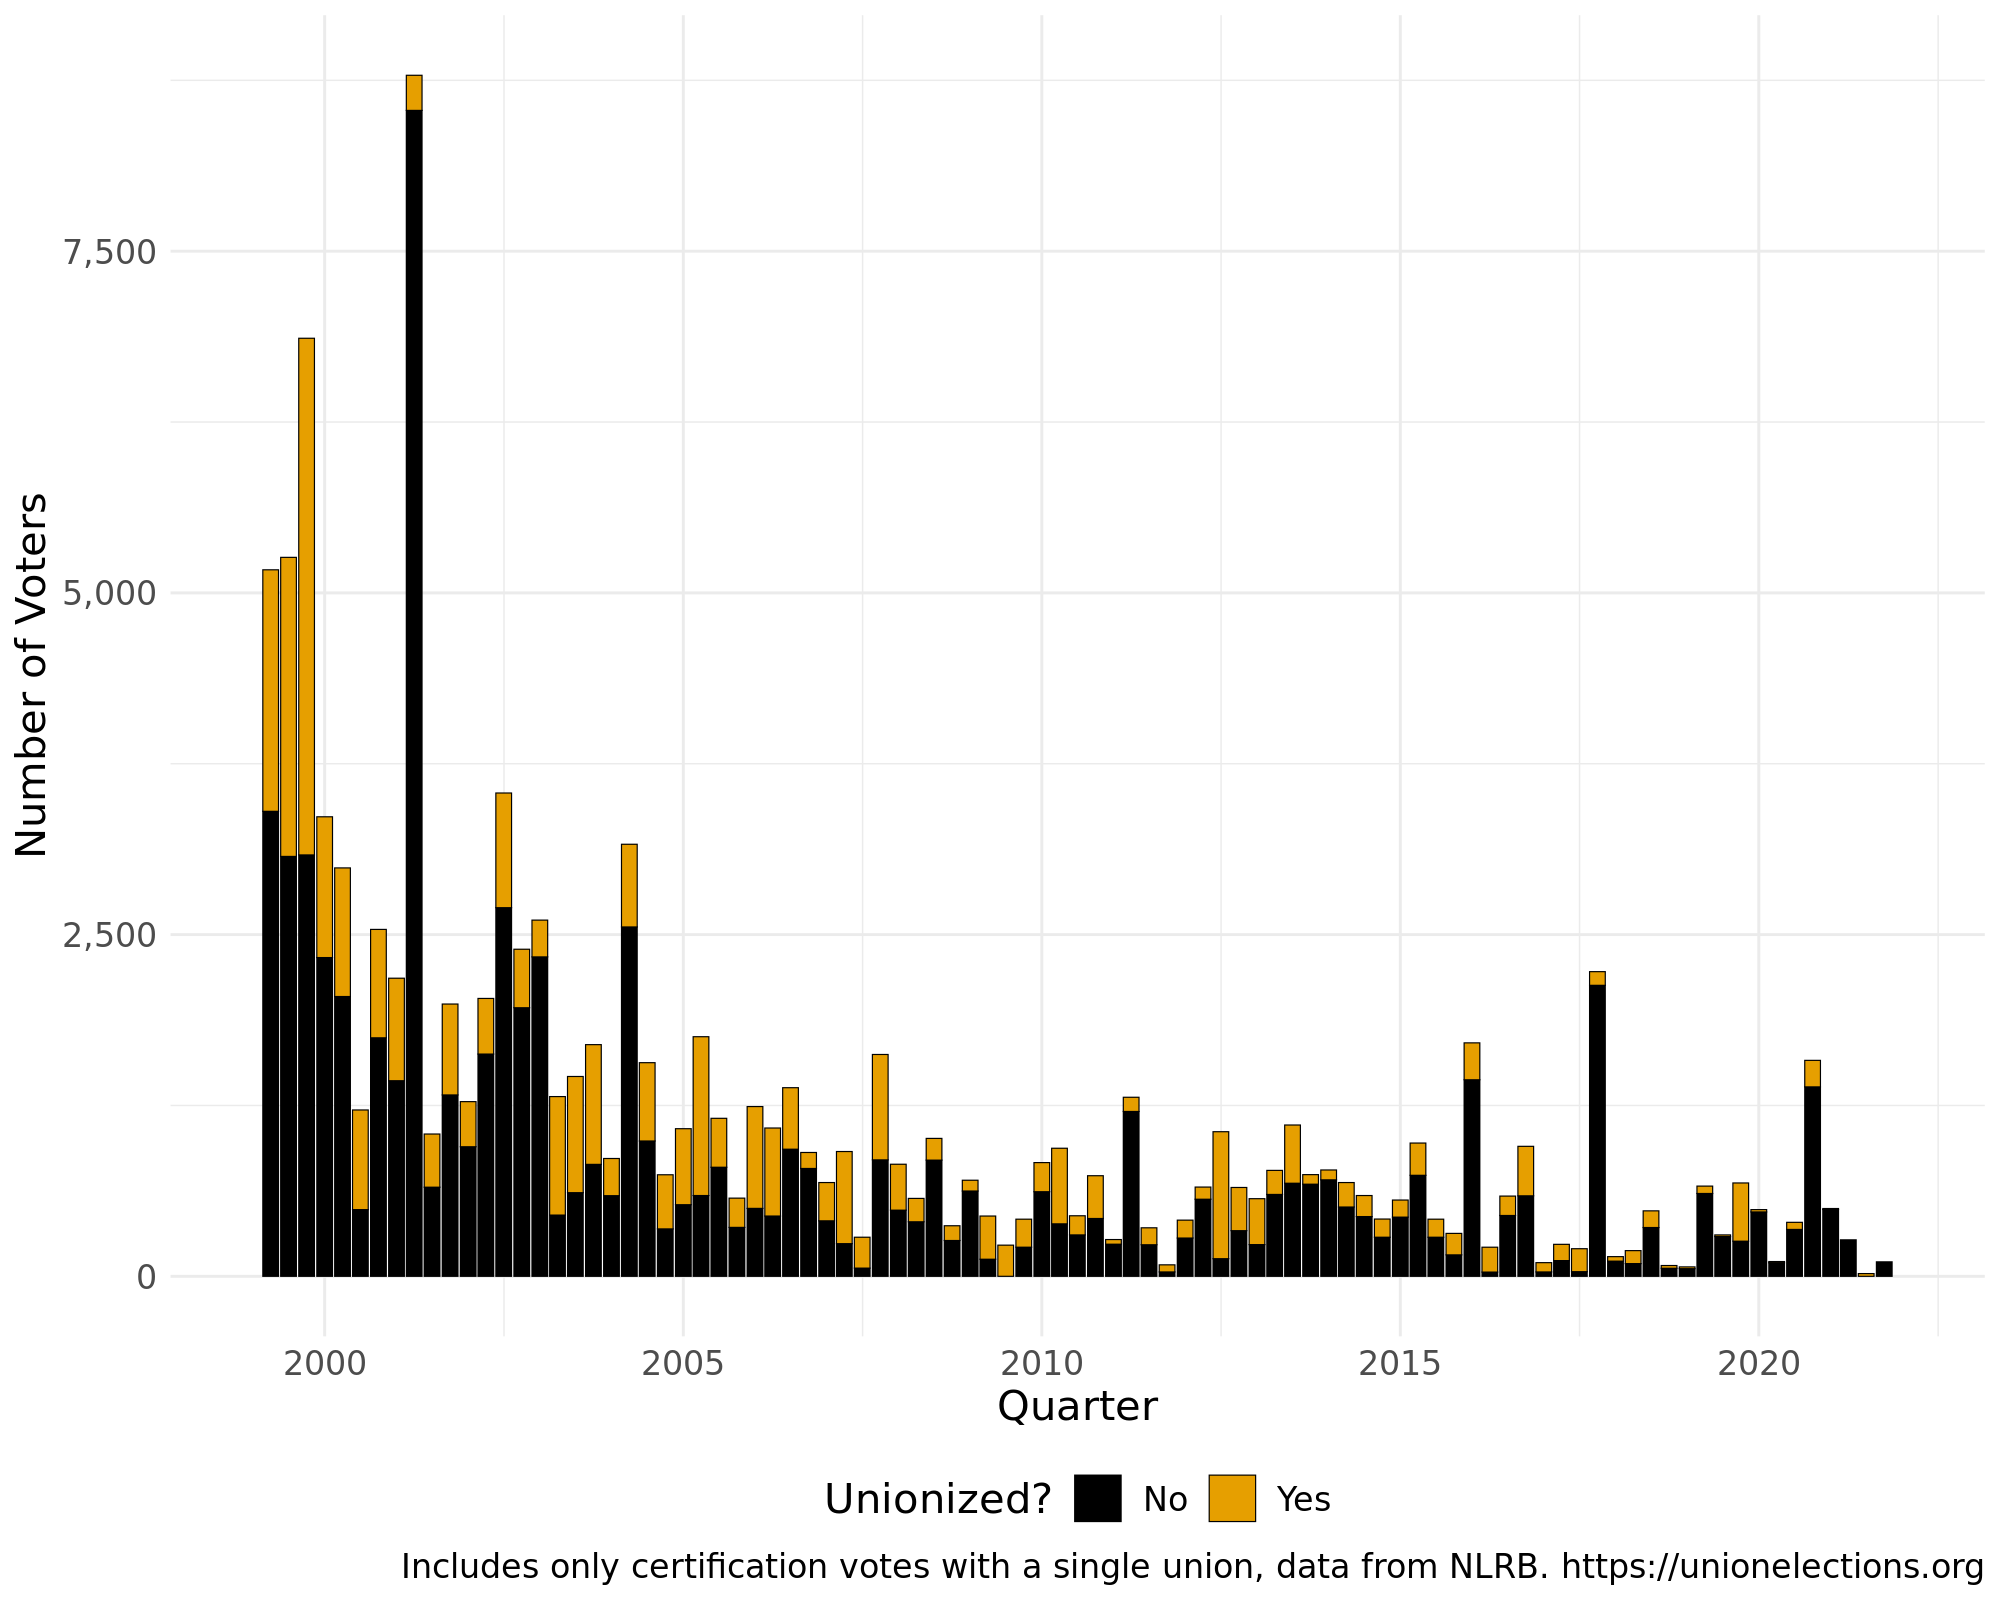 Number of Voters
7,500
5,000
2,500
0
2000 2005 2010 2015 2020
Quarter
Unionized? No Yes
Includes only certification votes with a single union, data from NLRB. https://unionelections.org